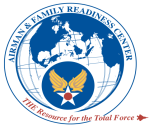 AIRMAN & FAMILY READINESS CENTER
THE Resource for the Total Force